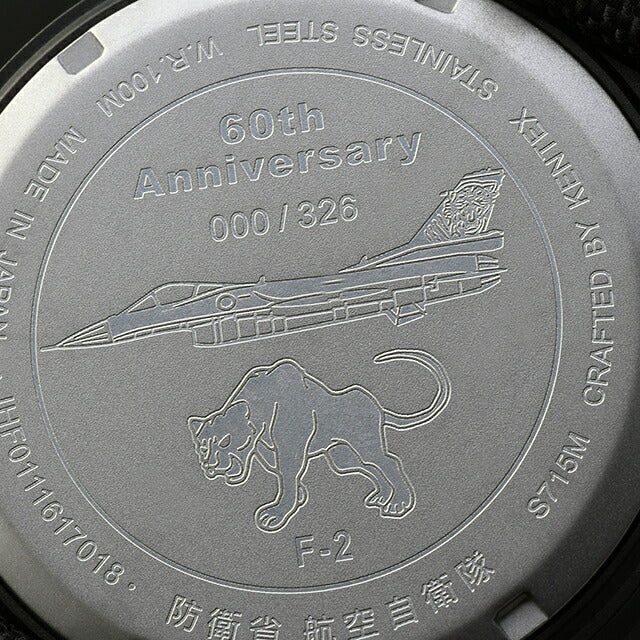 60th
Anniversary
000 / 326
F-2
STAINLESS STEEL
W.R.100M
MADE IN JAPAN
IHF0111617018・
防衛省 航空自衛隊
S715M
CRAFTED BY KENTEX